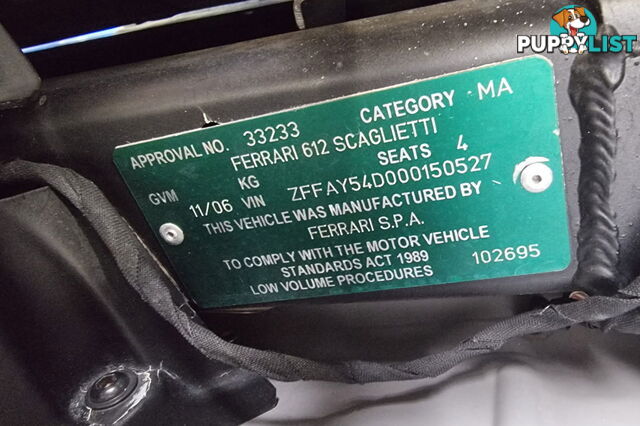 PUPPYLIST
APPROVAL NO. 33233 CATEGORY MA
FERRARI 612 SCAGLIETTI
GVM KG SEATS 4
11/06 VIN ZFFAY54D000150527
THIS VEHICLE WAS MANUFACTURED BY
FERRARI S.P.A.
TO COMPLY WITH THE MOTOR VEHICLE
STANDARDS ACT 1989
LOW VOLUME PROCEDURES 102695